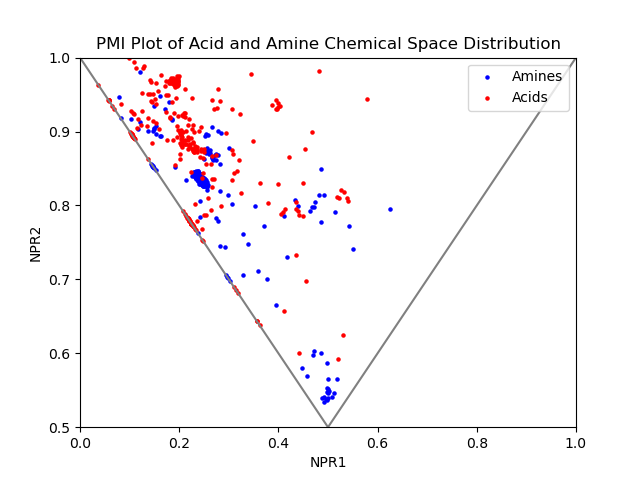 PMI Plot of Acid and Amine Chemical Space Distribution
1.0
0.9
0.8
0.7
0.6
0.5
NPR2
Amines
Acids
0.0 0.2 0.4 0.6 0.8 1.0
NPR1